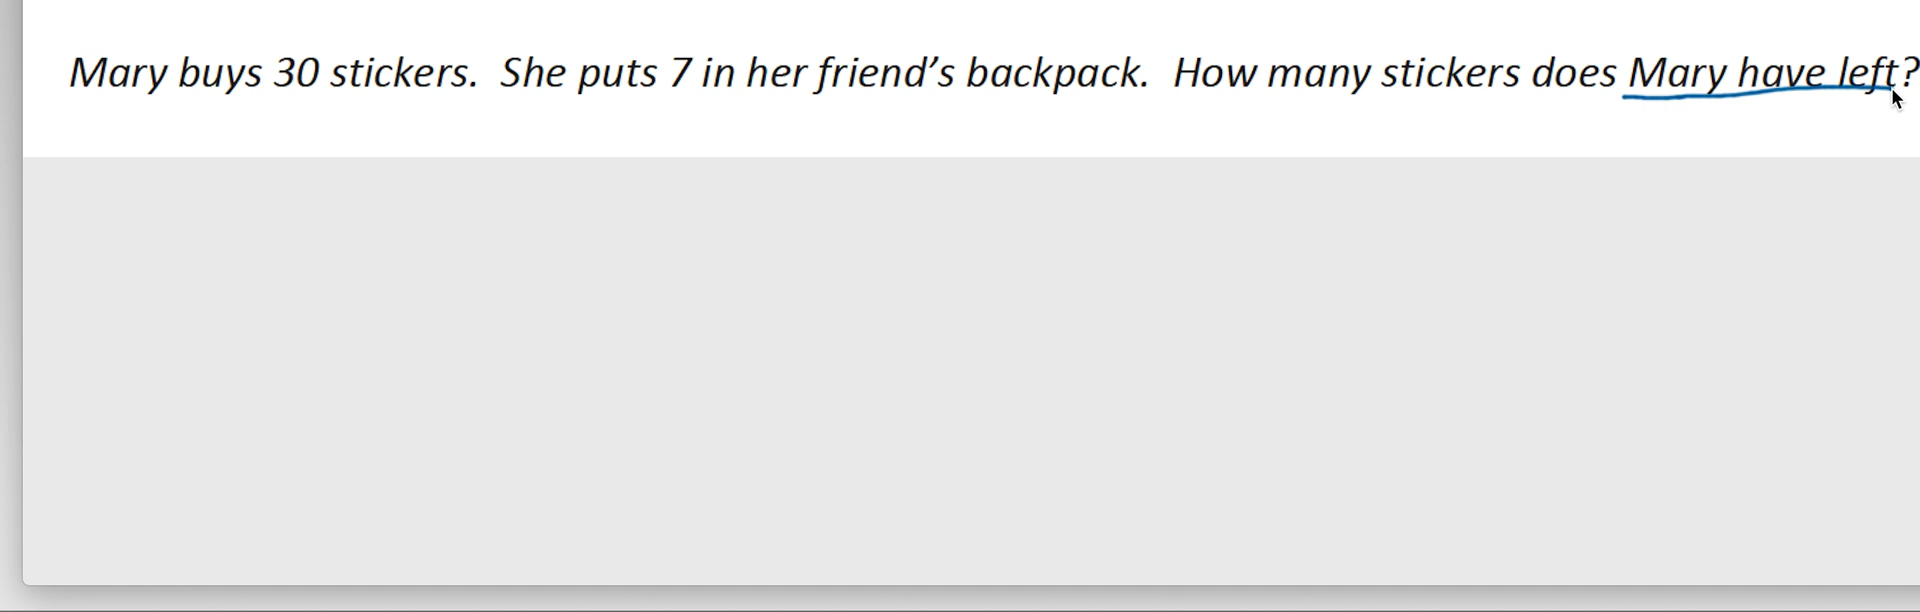 Mary buys 30 stickers.  She puts 7 in her friend’s backpack.  How many stickers does Mary have left?